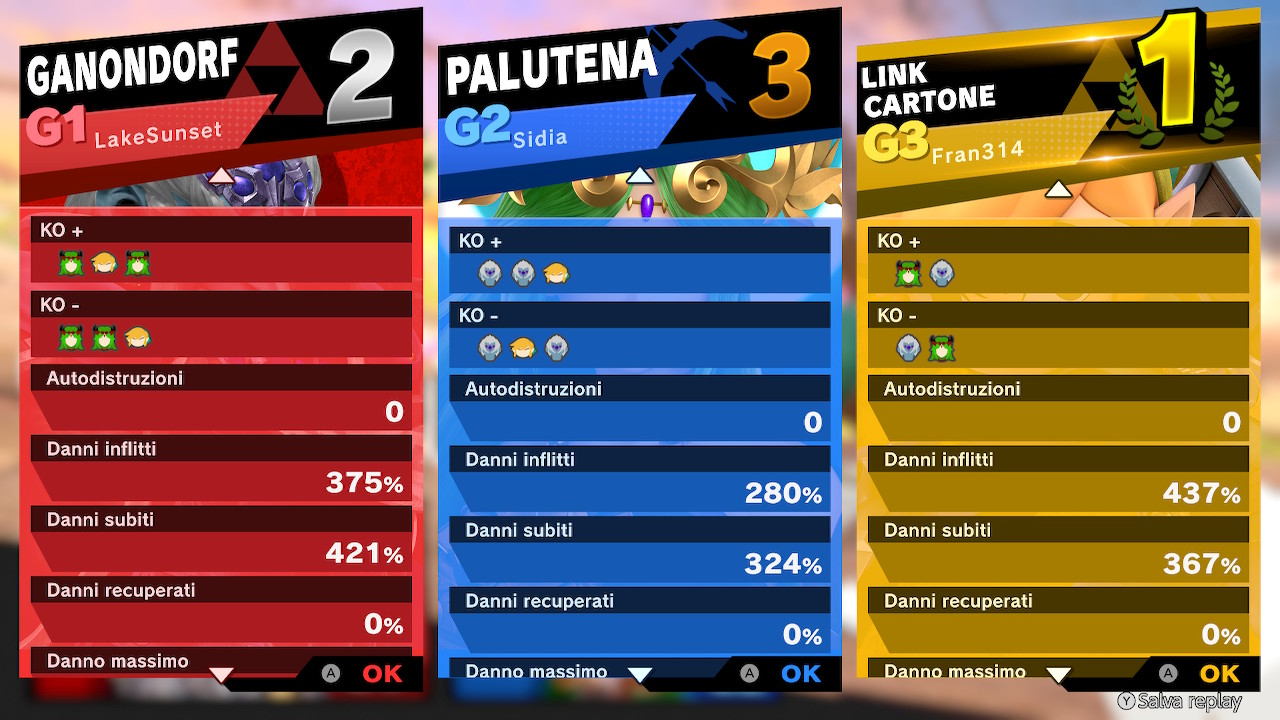 GANONDORF
2
G1 LakeSunset
KO +
KO -
Autodistruzioni
0
Danni inflitti
375%
Danni subiti
421%
Danni recuperati
0%
Danno massimo
A OK
PALUTENA
3
G2 Sidia
KO +
KO -
Autodistruzioni
0
Danni inflitti
280%
Danni subiti
324%
Danni recuperati
0%
Danno massimo
A OK
LINK
CARTONE
1
G3 Fran314
KO +
KO -
Autodistruzioni
0
Danni inflitti
437%
Danni subiti
367%
Danni recuperati
0%
Danno massimo
A OK
Y Salva replay